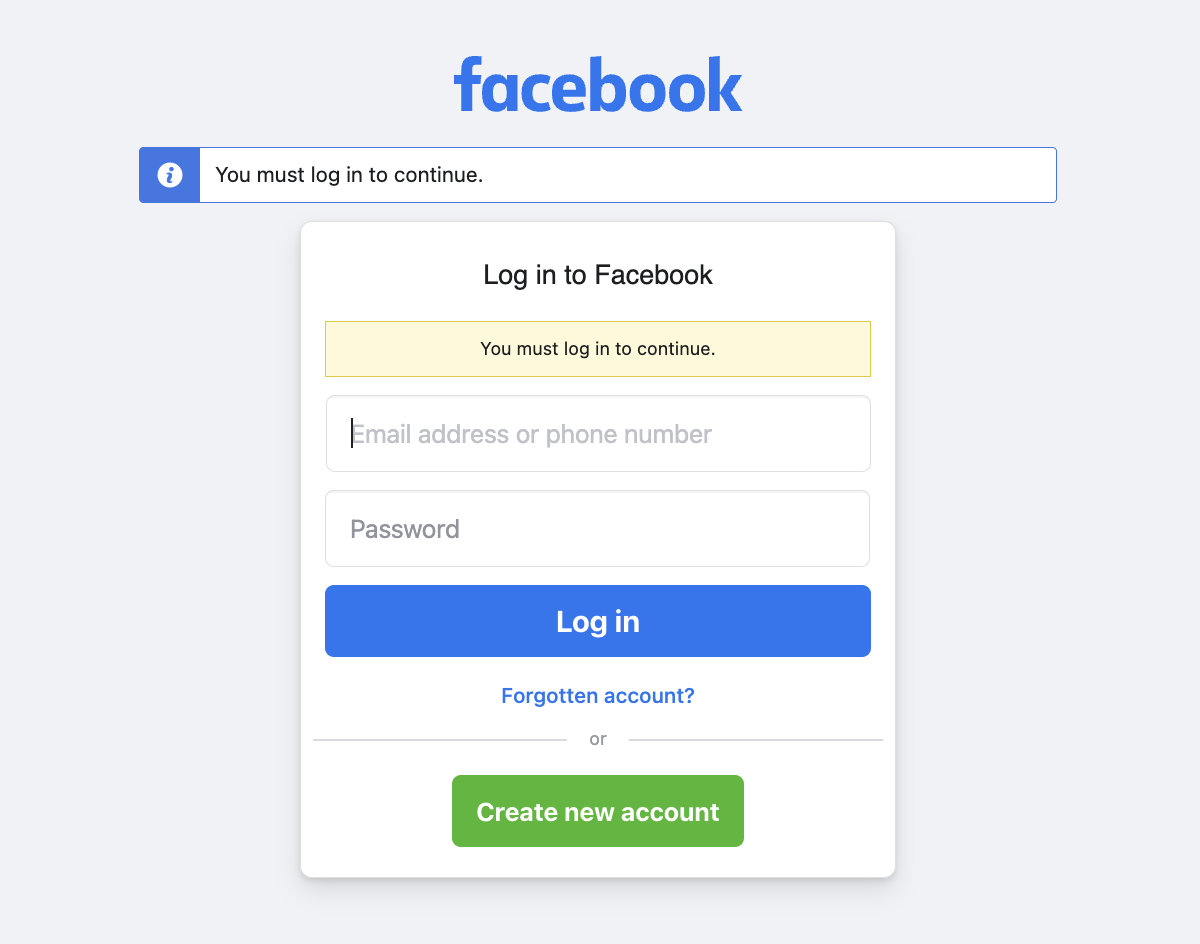 facebook
You must log in to continue.
Log in to Facebook
You must log in to continue.
Email address or phone number
Password
Log in
Forgotten account?
or
Create new account